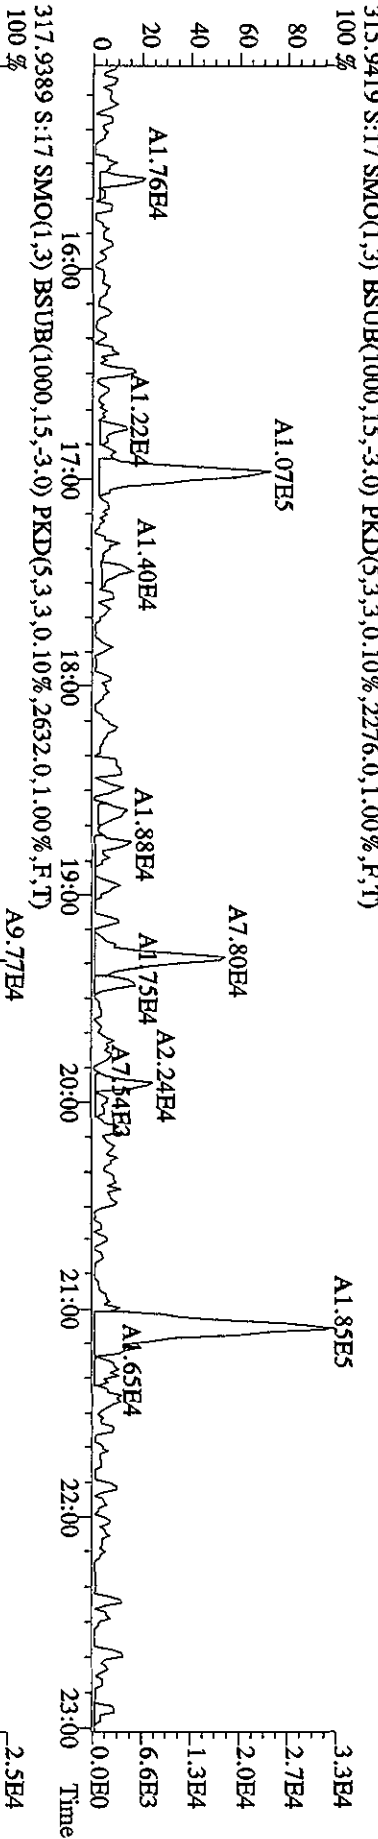 315.9419 S:17 SMO(1,3) BSUB(1000,15,-3.0) PKD(5,3,3,0.10%,2276.0,1.00%,F,T)
100 %
80
60
40
20
0
A1.76E4
A1.22E4
A1.07E5
A1.40E4
A1.88E4
A7.80E4
A1.75E4
A2.24E4
A7.54E3
A1.85E5
A1.65E4
3.3E4
2.7E4
2.0E4
1.3E4
6.6E3
0.0E0
16:00 17:00 18:00 19:00 20:00 21:00 22:00 23:00 Time
317.9389 S:17 SMO(1,3) BSUB(1000,15,-3.0) PKD(5,3,3,0.10%,2632.0,1.00%,F,T)
100 %
A9.77E4
2.5E4